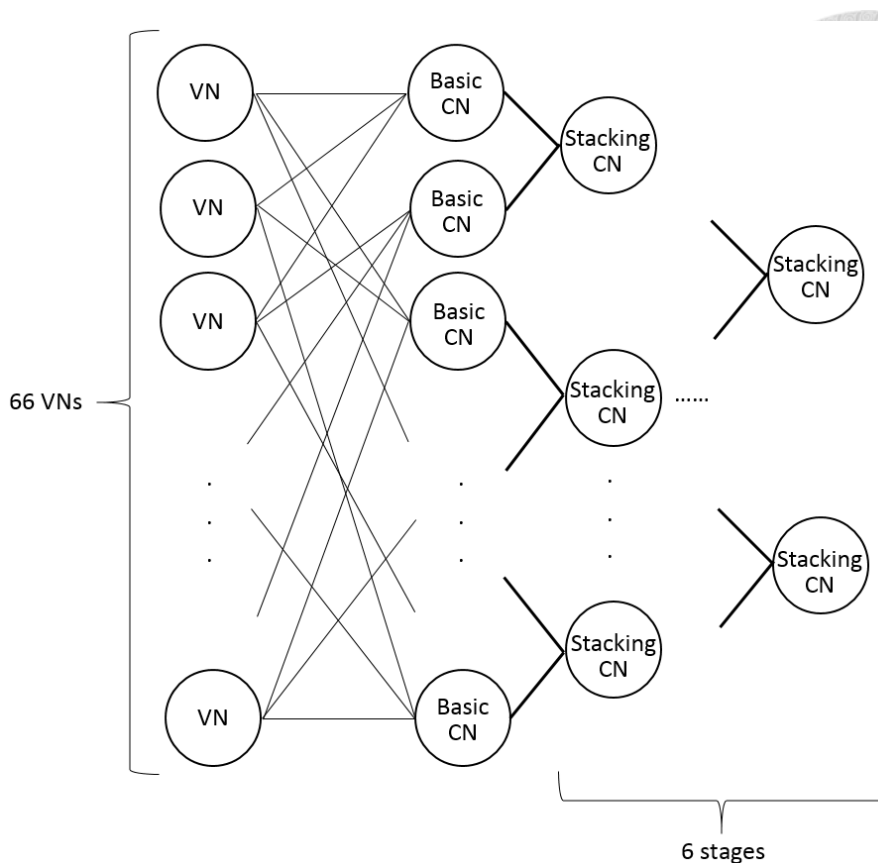 VN
Basic
CN
Stacking
CN
VN
Basic
CN
Stacking
CN
VN
Basic
CN
Stacking
CN
......
66 VNs
.
.
.
.
.
.
.
.
.
Stacking
CN
Stacking
CN
VN
Basic
CN
6 stages